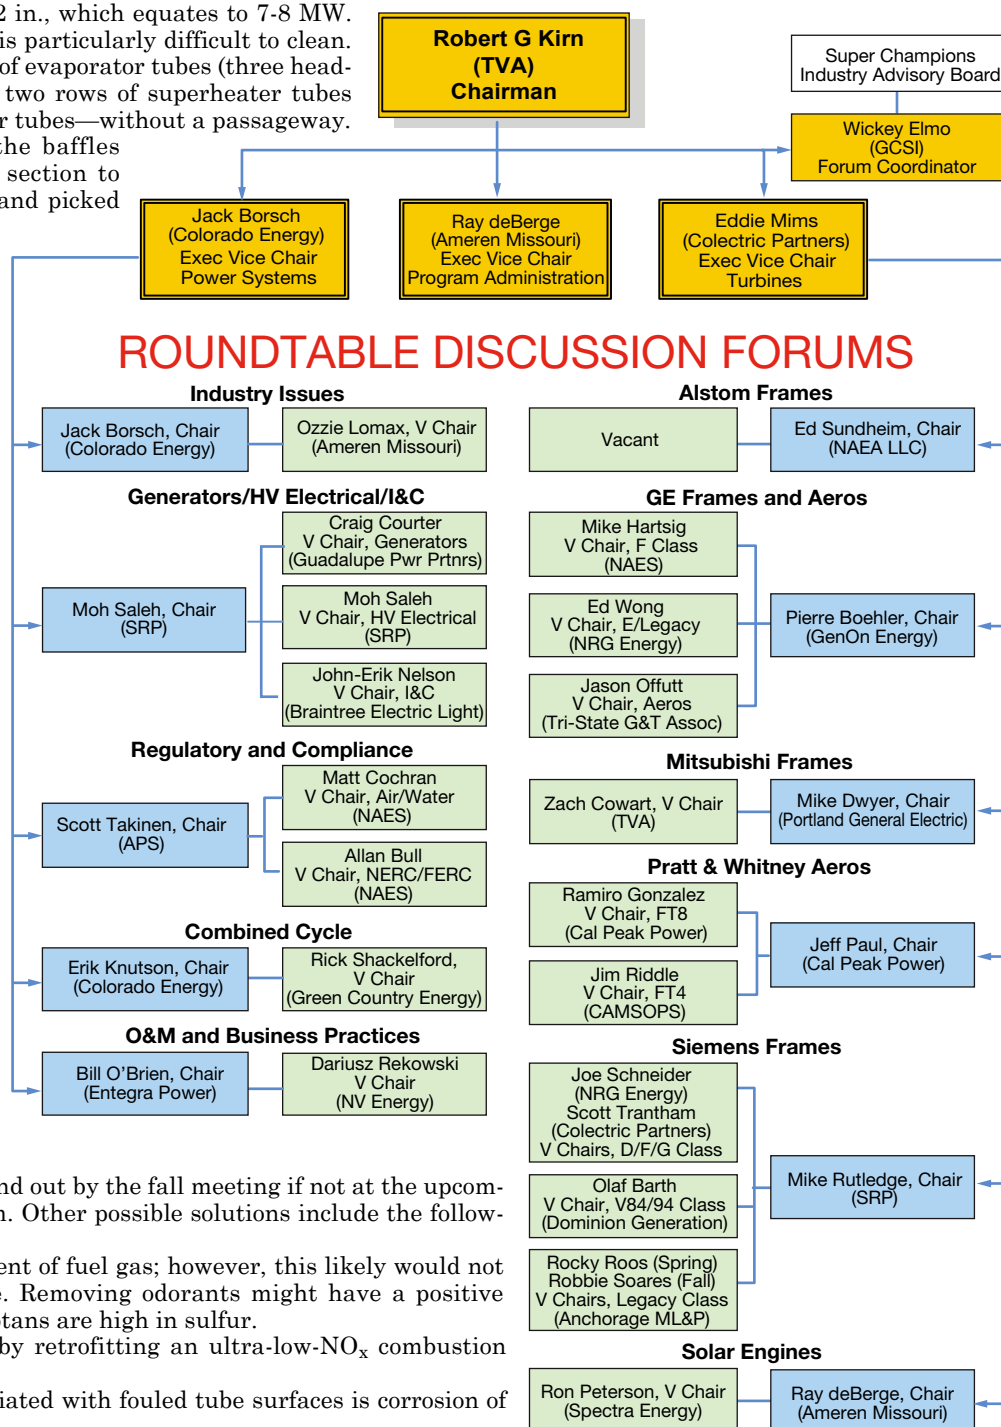 2 in., which equates to 7-8 MW.
is particularly difficult to clean.
of evaporator tubes (three head-
two rows of superheater tubes
r tubes—without a passageway.
the baffles
section to
and picked
Robert G Kirn
(TVA)
Chairman
Super Champions
Industry Advisory Board
Wickey Elmo
(GCSI)
Forum Coordinator
Jack Borsch
(Colorado Energy)
Exec Vice Chair
Power Systems
Ray deBerge
(Ameren Missouri)
Exec Vice Chair
Program Administration
Eddie Mims
(Colectric Partners)
Exec Vice Chair
Turbines
ROUNDTABLE DISCUSSION FORUMS
Industry Issues
Jack Borsch, Chair
(Colorado Energy)
Ozzie Lomax, V Chair
(Ameren Missouri)
Generators/HV Electrical/I&C
Moh Saleh, Chair
(SRP)
Craig Courter
V Chair, Generators
(Guadalupe Pwr Prtnrs)
Moh Saleh
V Chair, HV Electrical
(SRP)
John-Erik Nelson
V Chair, I&C
(Braintree Electric Light)
Regulatory and Compliance
Scott Takinen, Chair
(APS)
Matt Cochran
V Chair, Air/Water
(NAES)
Allan Bull
V Chair, NERC/FERC
(NAES)
Combined Cycle
Erik Knutson, Chair
(Colorado Energy)
Rick Shackelford,
V Chair
(Green Country Energy)
O&M and Business Practices
Bill O'Brien, Chair
(Entegra Power)
Dariusz Rekowski
V Chair
(NV Energy)
Alstom Frames
Vacant
Ed Sundheim, Chair
(NAEA LLC)
GE Frames and Aeros
Mike Hartsig
V Chair, F Class
(NAES)
Ed Wong
V Chair, E/Legacy
(NRG Energy)
Jason Offutt
V Chair, Aeros
(Tri-State G&T Assoc)
Pierre Boehler, Chair
(GenOn Energy)
Mitsubishi Frames
Zach Cowart, V Chair
(TVA)
Mike Dwyer, Chair
(Portland General Electric)
Pratt & Whitney Aeros
Ramiro Gonzalez
V Chair, FT8
(Cal Peak Power)
Jim Riddle
V Chair, FT4
(CAMSOPS)
Jeff Paul, Chair
(Cal Peak Power)
Siemens Frames
Joe Schneider
(NRG Energy)
Scott Trantham
(Colectric Partners)
V Chairs, D/F/G Class
Olaf Barth
V Chair, V84/94 Class
(Dominion Generation)
Rocky Roos (Spring)
Robbie Soares (Fall)
V Chairs, Legacy Class
(Anchorage ML&P)
Mike Rutledge, Chair
(SRP)
Solar Engines
Ron Peterson, V Chair
(Spectra Energy)
Ray deBerge, Chair
(Ameren Missouri)
nd out by the fall meeting if not at the upcom-
n. Other possible solutions include the follow-
ent of fuel gas; however, this likely would not
e. Removing odorants might have a positive
ptans are high in sulfur.
by retrofitting an ultra-low-NOx combustion
iated with fouled tube surfaces is corrosion of